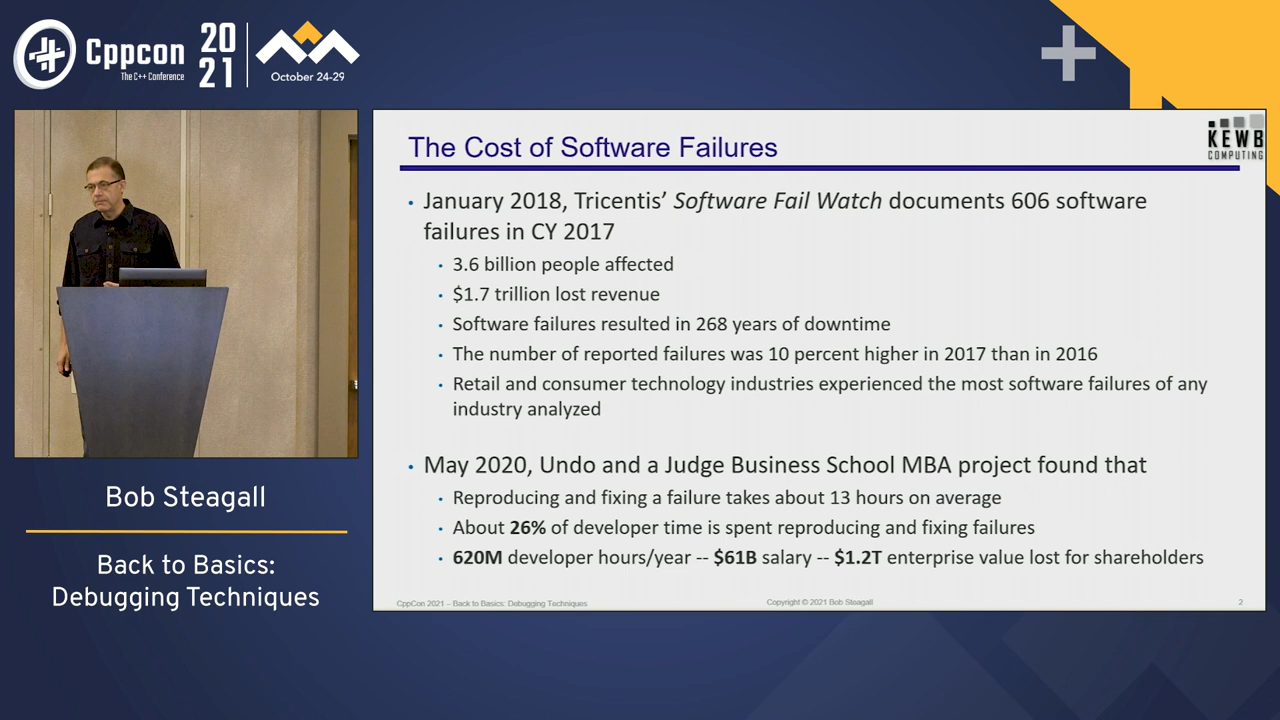 Cppcon
The C++ Conference
20
21
October 24-29
The Cost of Software Failures
KEWB
COMPUTING
• January 2018, Tricentis’ Software Fail Watch documents 606 software
failures in CY 2017
• 3.6 billion people affected
• $1.7 trillion lost revenue
• Software failures resulted in 268 years of downtime
• The number of reported failures was 10 percent higher in 2017 than in 2016
• Retail and consumer technology industries experienced the most software failures of any
industry analyzed
• May 2020, Undo and a Judge Business School MBA project found that
• Reproducing and fixing a failure takes about 13 hours on average
• About 26% of developer time is spent reproducing and fixing failures
• 620M developer hours/year -- $61B salary -- $1.2T enterprise value lost for shareholders
CppCon 2021 – Back to Basics: Debugging Techniques
Copyright © 2021 Bob Steagall
2
Bob Steagall
Back to Basics:
Debugging Techniques